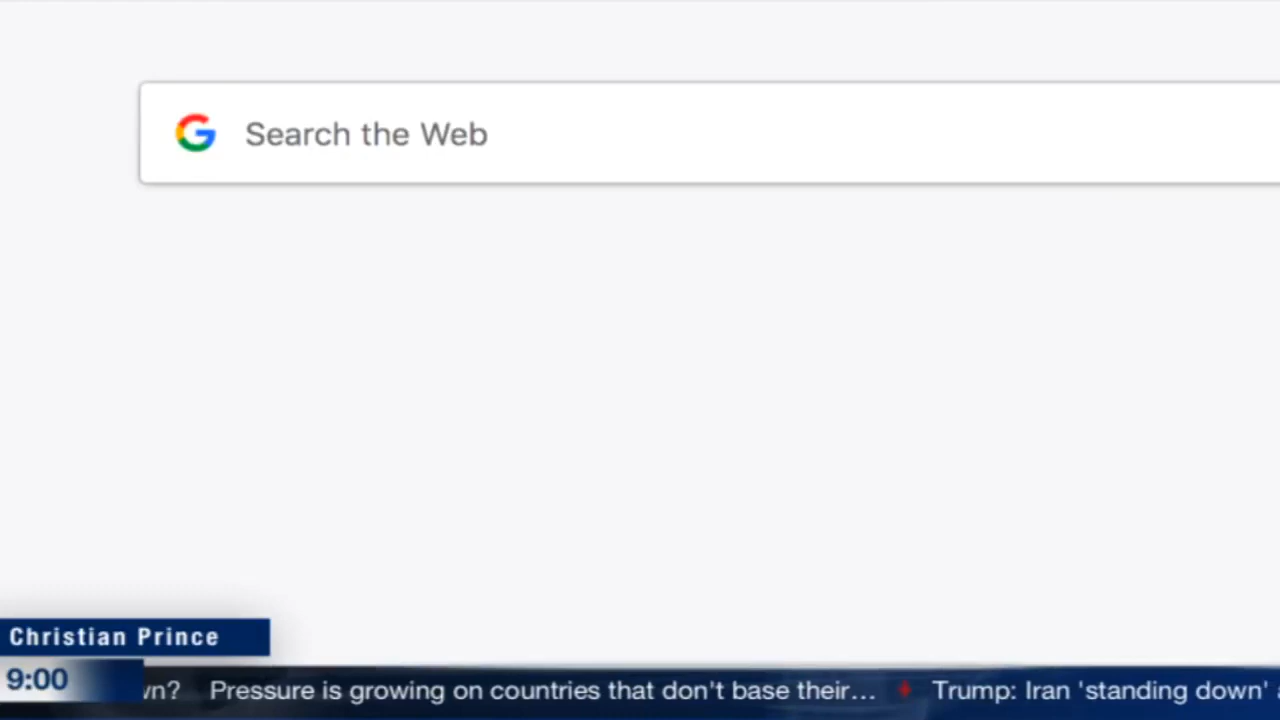 Search the Web
Christian Prince
9:00
wn? Pressure is growing on countries that don't base their… Trump: Iran 'standing down'